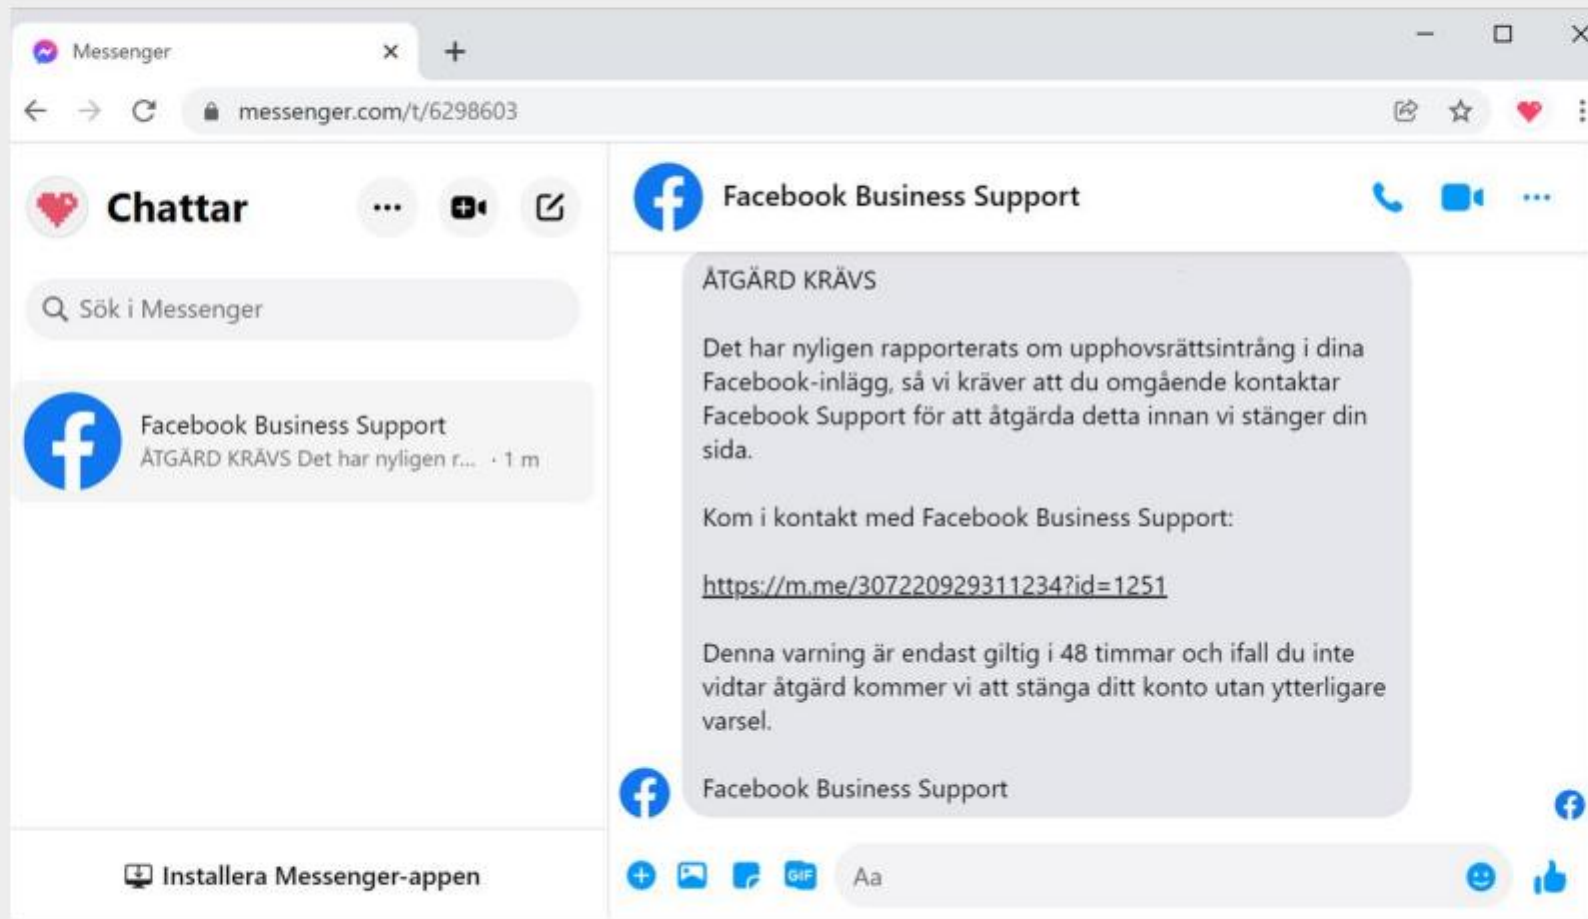 Messenger
messenger.com/t/6298603
Chattar
Sök i Messenger
Facebook Business Support
ÅTGÄRD KRÄVS Det har nyligen r... · 1 m
Installera Messenger-appen
Facebook Business Support
ÅTGÄRD KRÄVS
Det har nyligen rapporterats om upphovsrättsintrång i dina
Facebook-inlägg, så vi kräver att du omgående kontaktar
Facebook Support för att åtgärda detta innan vi stänger din
sida.
Kom i kontakt med Facebook Business Support:
https://m.me/307220929311234?id=1251
Denna varning är endast giltig i 48 timmar och ifall du inte
vidtar åtgärd kommer vi att stänga ditt konto utan ytterligare
varsel.
Facebook Business Support
GIF
Aa